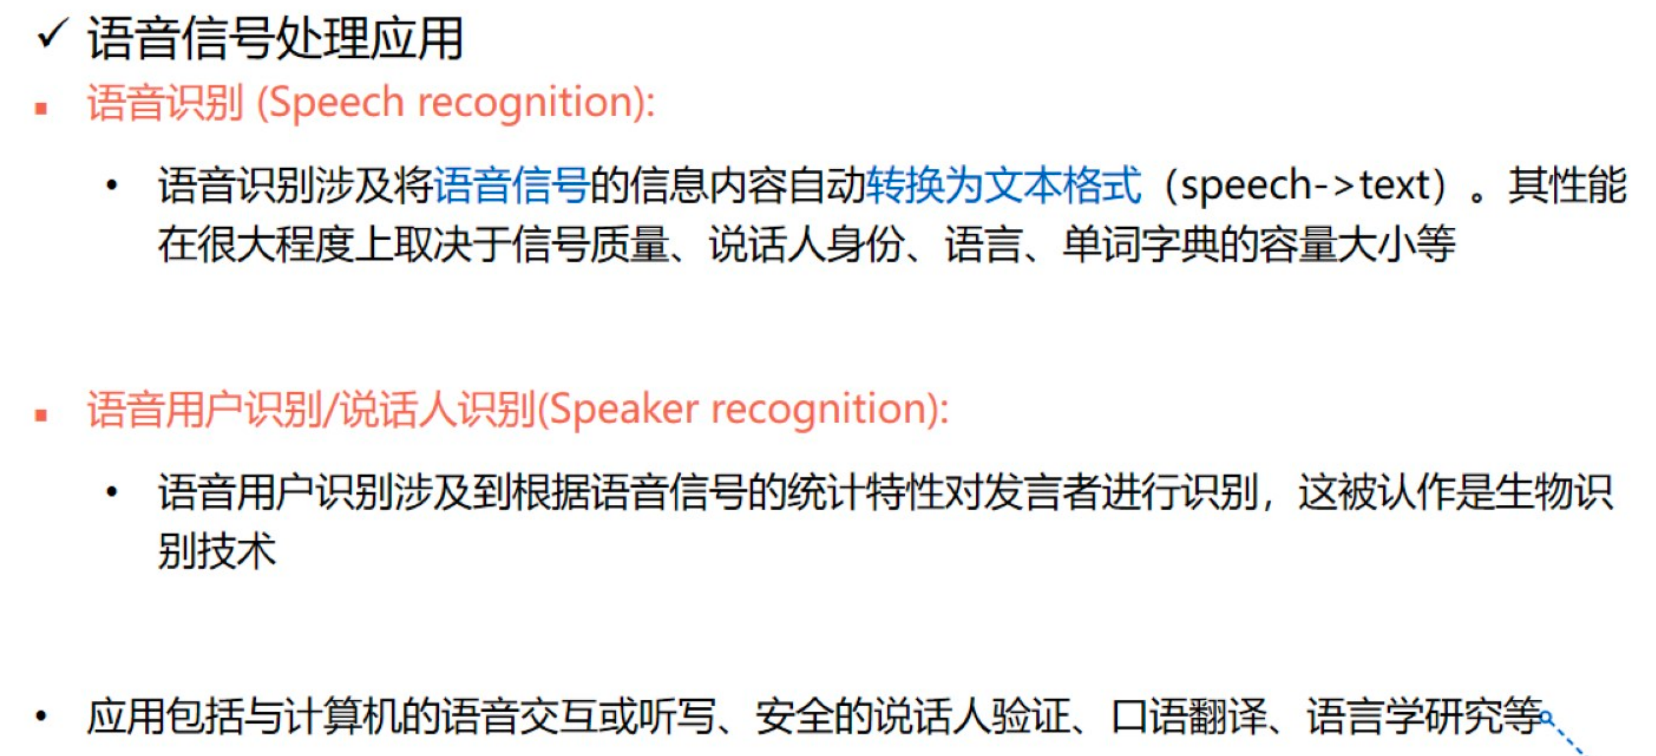 ✓ 语音信号处理应用
▪ 语音识别 (Speech recognition):
• 语音识别涉及将语音信号的信息内容自动转换为文本格式（speech->text）。其性能
在很大程度上取决于信号质量、说话人身份、语言、单词字典的容量大小等
▪ 语音用户识别/说话人识别(Speaker recognition):
• 语音用户识别涉及到根据语音信号的统计特性对发言者进行识别，这被认作是生物识
别技术
• 应用包括与计算机的语音交互或听写、安全的说话人验证、口语翻译、语言学研究等